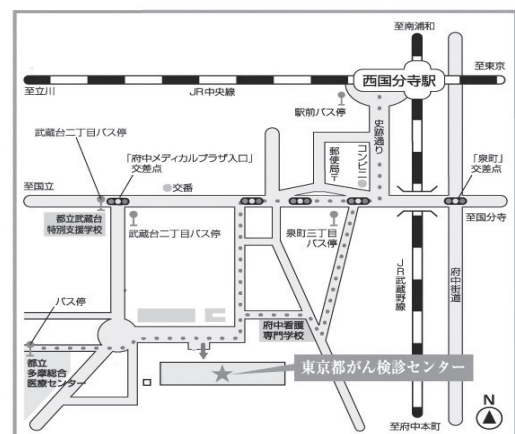 至南浦和
至東京
西国分寺駅
至立川
JR中央線
駅前バス停
史跡通り
武蔵台二丁目バス停
「府中メディカルプラザ入口」
交差点
郵便局〒
コンビニ
「泉町」
交差点
交番
至国立
至国分寺
都立武蔵台
特別支援学校
武蔵台二丁目バス停
泉町三丁目
バス停
JR武蔵野線
府中街道
バス停
府中看護
専門学校
都立
多摩総合
医療センター
東京都がん検診センター
N
至府中本町